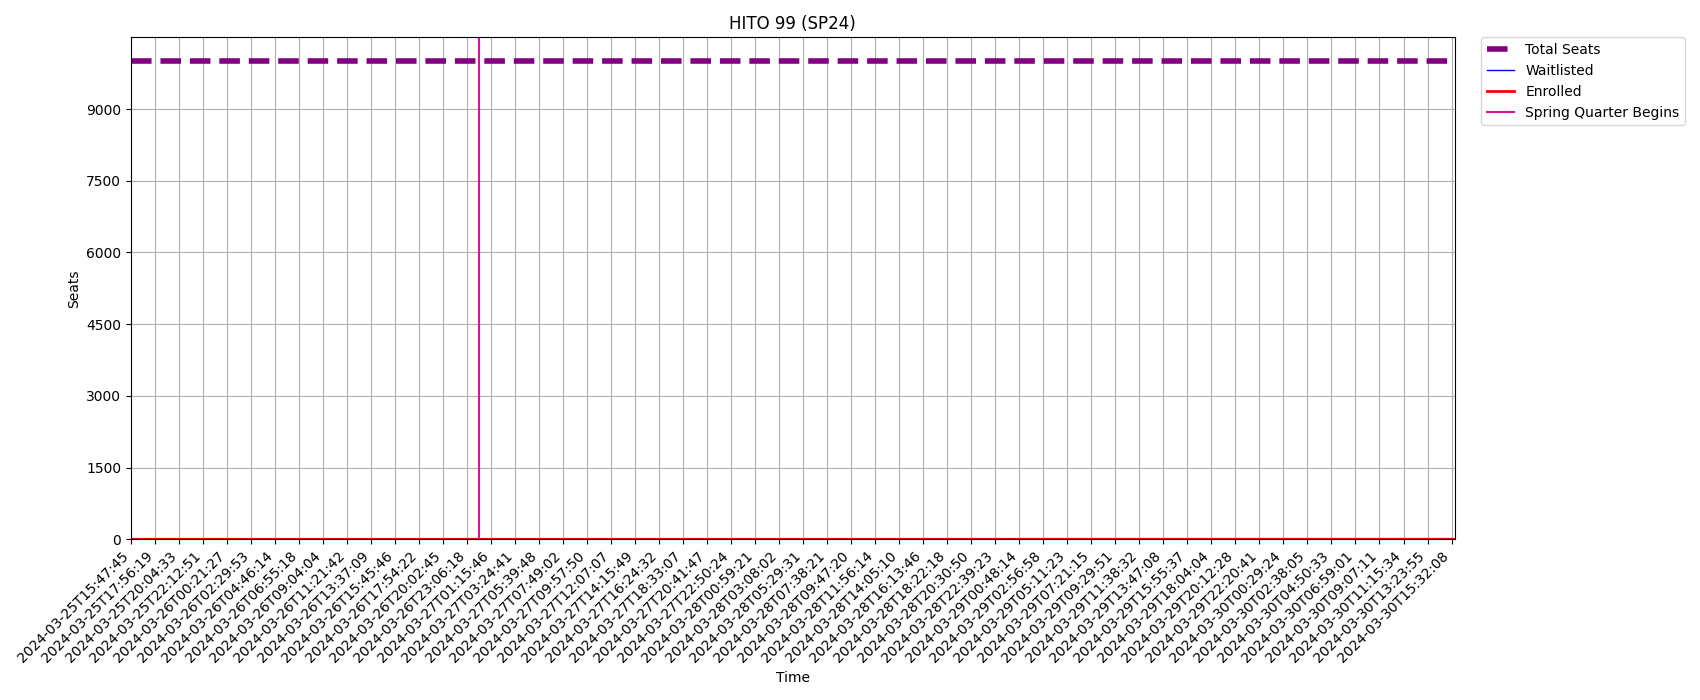 HITO 99 (SP24)
Total Seats
Waitlisted
Enrolled
Spring Quarter Begins
Seats
9000
7500
6000
4500
3000
1500
0
2024-03-25T15:47:45
2024-03-25T17:56:19
2024-03-25T20:04:33
2024-03-25T22:12:51
2024-03-26T00:21:27
2024-03-26T02:29:53
2024-03-26T04:46:14
2024-03-26T06:55:18
2024-03-26T09:04:04
2024-03-26T11:21:42
2024-03-26T13:37:09
2024-03-26T15:45:46
2024-03-26T17:54:22
2024-03-26T20:02:45
2024-03-26T23:06:18
2024-03-27T01:15:46
2024-03-27T03:24:41
2024-03-27T05:39:48
2024-03-27T07:49:02
2024-03-27T09:57:50
2024-03-27T12:07:07
2024-03-27T14:15:49
2024-03-27T16:24:32
2024-03-27T18:33:07
2024-03-27T20:41:47
2024-03-27T22:50:24
2024-03-28T00:59:21
2024-03-28T03:08:02
2024-03-28T05:29:31
2024-03-28T07:38:21
2024-03-28T09:47:20
2024-03-28T11:56:14
2024-03-28T14:05:10
2024-03-28T16:13:46
2024-03-28T18:22:18
2024-03-28T20:30:50
2024-03-28T22:39:23
2024-03-29T00:48:14
2024-03-29T02:56:58
2024-03-29T05:11:23
2024-03-29T07:21:15
2024-03-29T09:29:51
2024-03-29T11:38:32
2024-03-29T13:47:08
2024-03-29T15:55:37
2024-03-29T18:04:04
2024-03-29T20:12:28
2024-03-29T22:20:41
2024-03-30T00:29:24
2024-03-30T02:38:05
2024-03-30T04:50:33
2024-03-30T06:59:01
2024-03-30T09:07:11
2024-03-30T11:15:34
2024-03-30T13:23:55
2024-03-30T15:32:08
Time